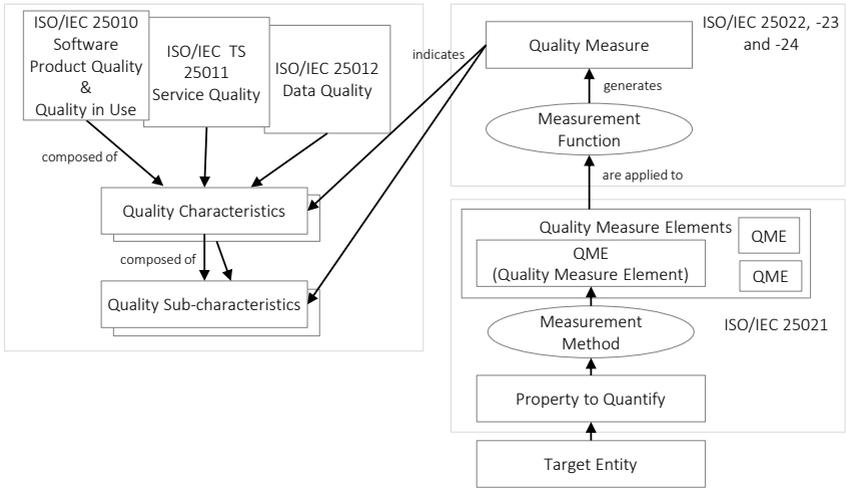 ISO/IEC 25010
Software
Product Quality
&
Quality in Use
ISO/IEC TS
25011
Service Quality
ISO/IEC 25012
Data Quality
composed of
Quality Characteristics
composed of
Quality Sub-characteristics
indicates
Quality Measure
ISO/IEC 25022, -23
and -24
generates
Measurement
Function
are applied to
Quality Measure Elements
QME
(Quality Measure Element)
QME
QME
Measurement
Method
ISO/IEC 25021
Property to Quantify
Target Entity